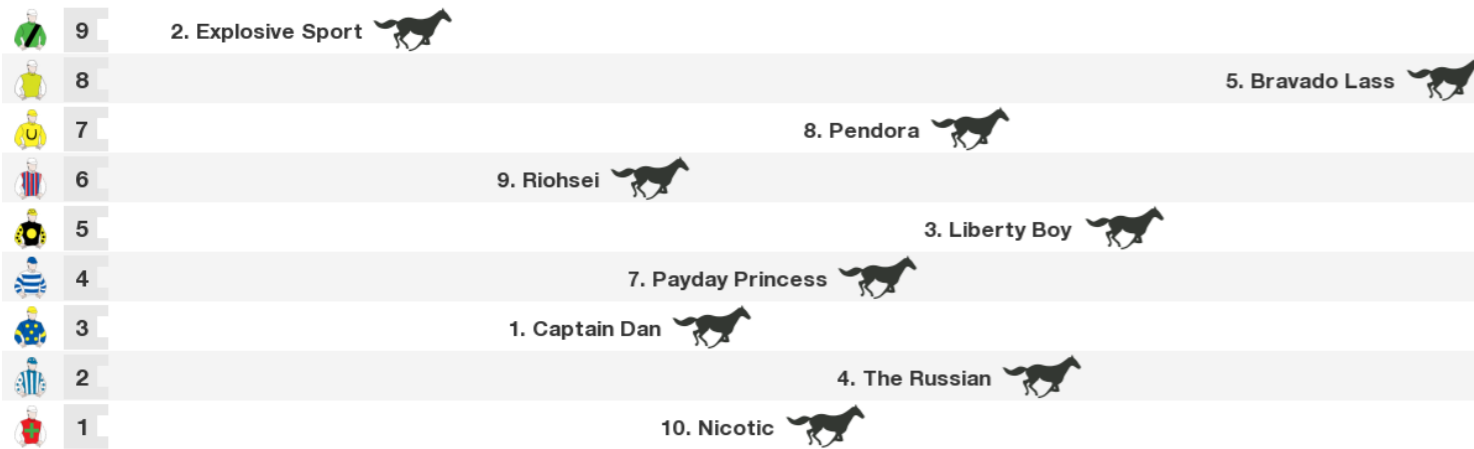 9 2. Explosive Sport
8 5. Bravado Lass
U 7 8. Pendora
6 9. Riohsei
5 3. Liberty Boy
4 7. Payday Princess
3 1. Captain Dan
2 4. The Russian
1 10. Nicotic